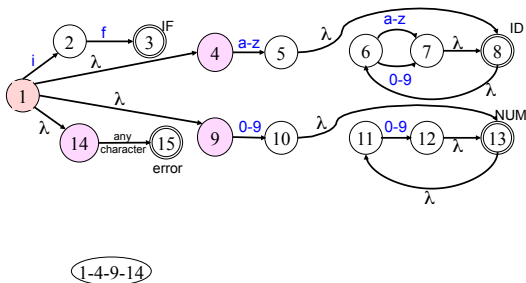 f IF
a-z ID
2 3
i λ 4 a-z 5 λ 6 7 λ 8
0-9
1 λ λ
λ NUM
14 any character 15 9 0-9 10 λ 11 0-9 12 λ 13
error
λ
1-4-9-14